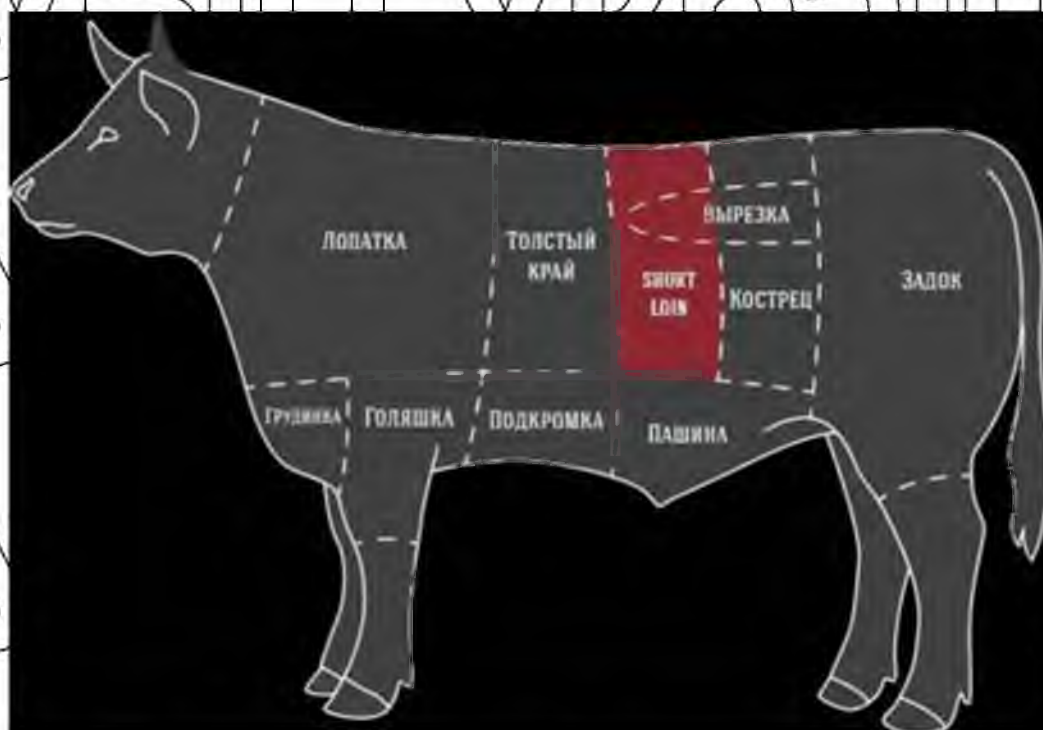 Лопатка
Толстый
край
SHORT
LOIN
Вырезка
Кострец
Задок
Грудинка
Голяшка
Подкромка
Пашина